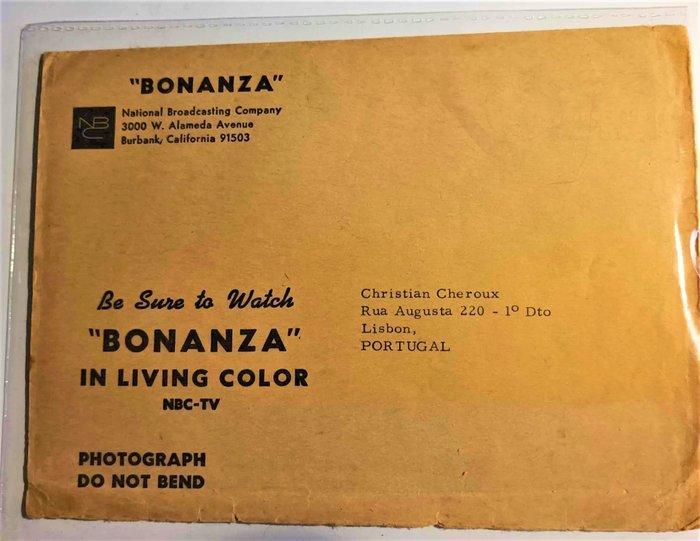 "BONANZA"
NBC
National Broadcasting Company
3000 W. Alameda Avenue
Burbank, California 91503
Be Sure to Watch
"BONANZA"
IN LIVING COLOR
NBC-TV
PHOTOGRAPH
DO NOT BEND
Christian Cheroux
Rua Augusta 220 - 1º Dto
Lisbon,
PORTUGAL